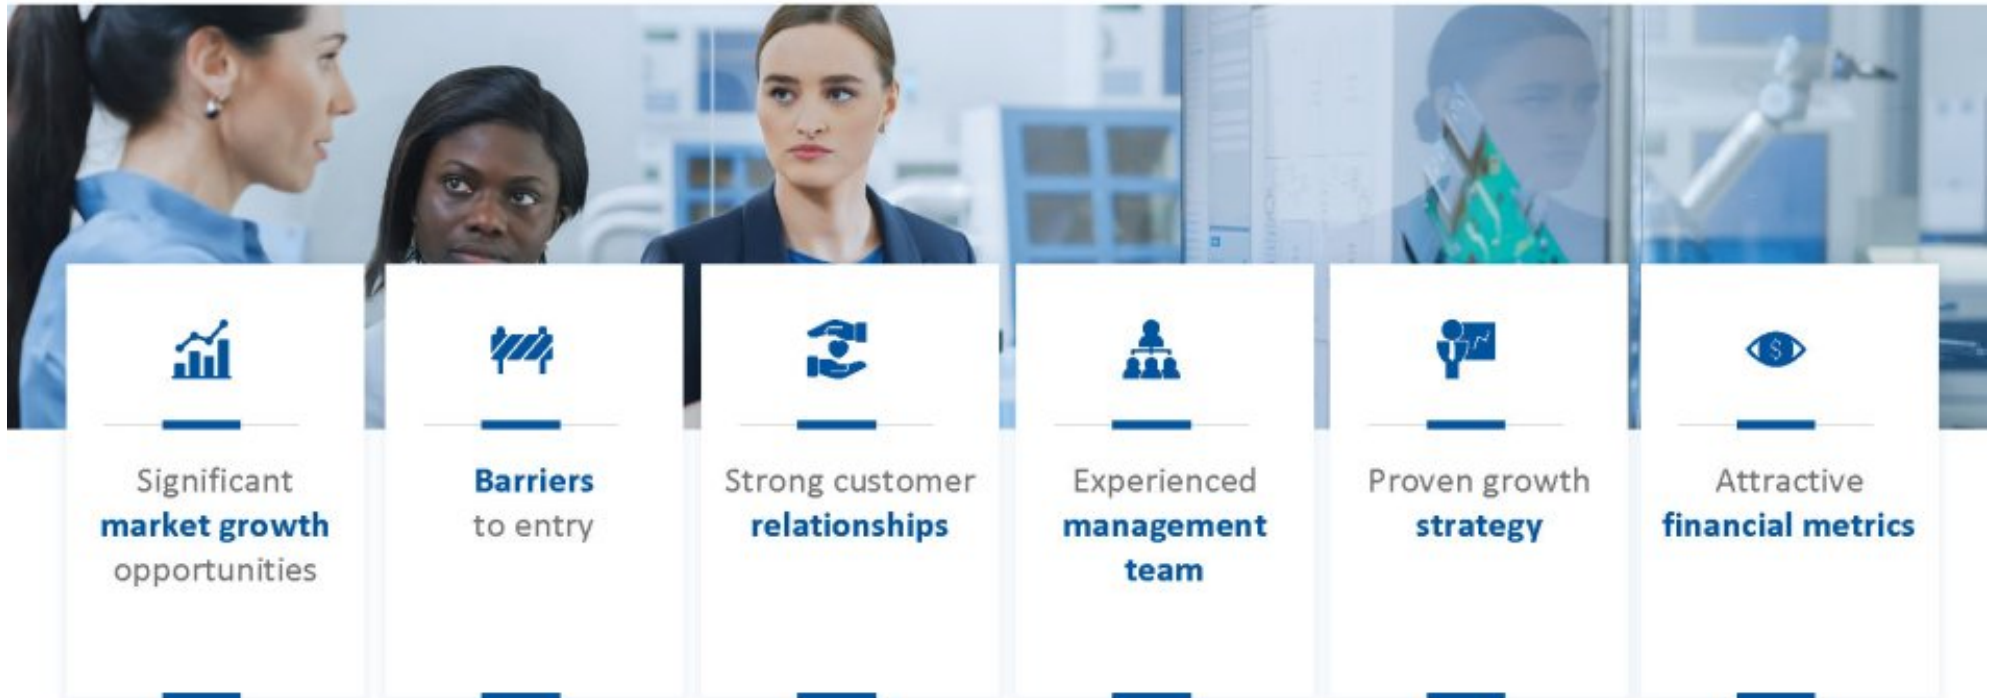 Significant
market growth
opportunities
Barriers
to entry
Strong customer
relationships
Experienced
management
team
Proven growth
strategy
Attractive
financial metrics